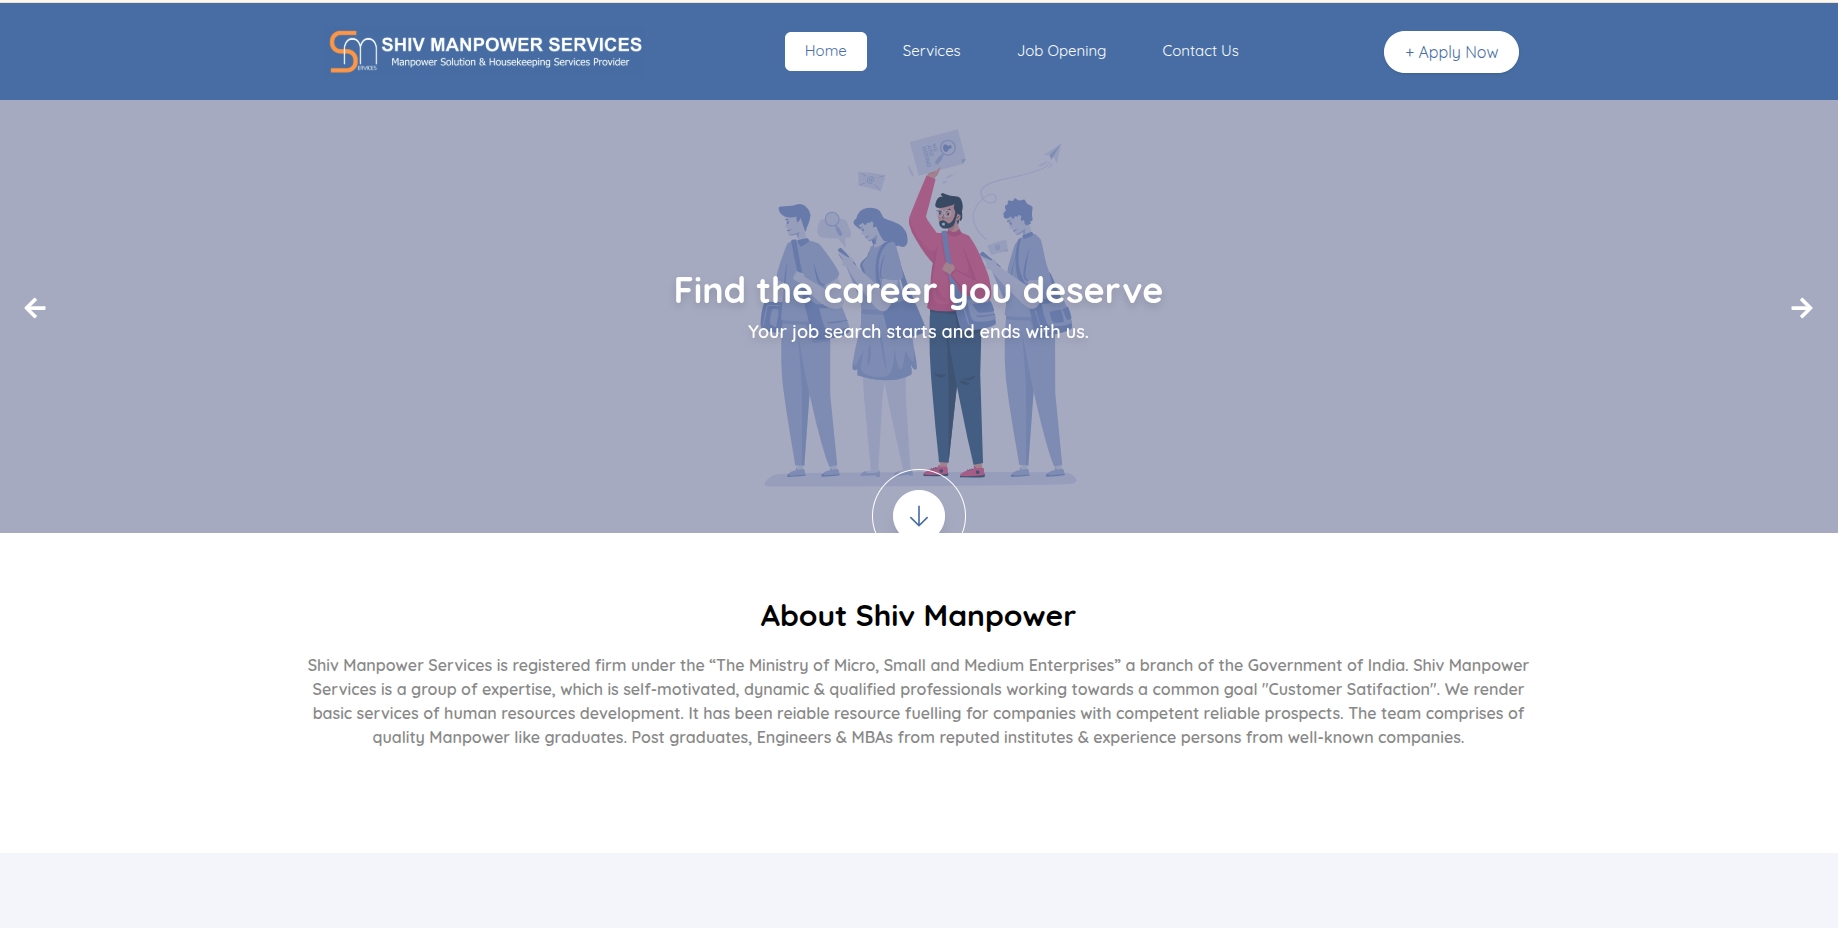 SHIV MANPOWER SERVICES
Manpower Solution & Housekeeping Services Provider
SERVICES
Home
Services
Job Opening
Contact Us
+ Apply Now
Find the career you deserve
Your job search starts and ends with us.
About Shiv Manpower
Shiv Manpower Services is registered firm under the “The Ministry of Micro, Small and Medium Enterprises” a branch of the Government of India. Shiv Manpower
Services is a group of expertise, which is self-motivated, dynamic & qualified professionals working towards a common goal "Customer Satifaction". We render
basic services of human resources development. It has been reiable resource fuelling for companies with competent reliable prospects. The team comprises of
quality Manpower like graduates. Post graduates, Engineers & MBAs from reputed institutes & experience persons from well-known companies.